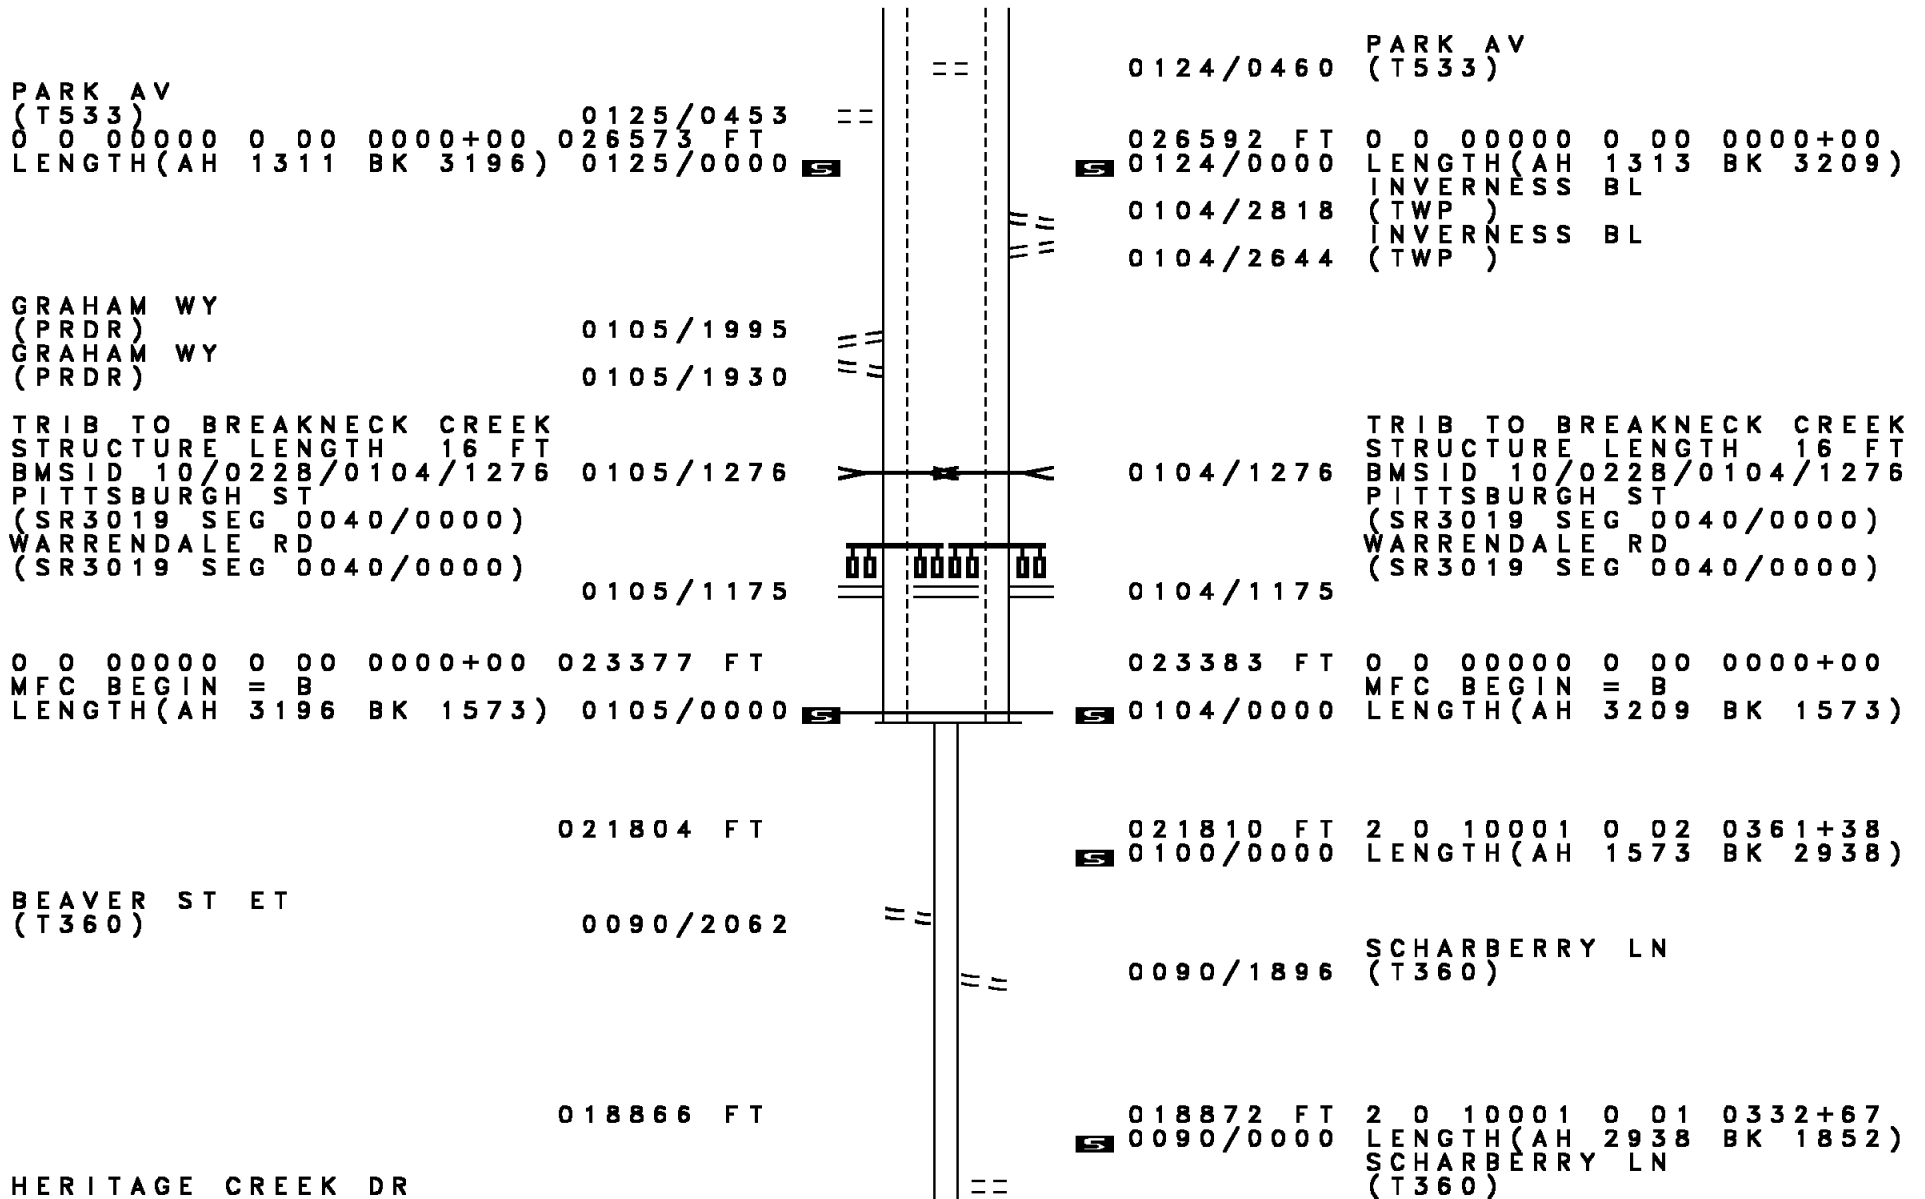 PARK AV
0124/0460 (T533)
PARK AV
(T533) 0125/0453
0 0 00000 0 00 0000+00 026573 FT 026592 FT 0 0 00000 0 00 0000+00
LENGTH(AH 1311 BK 3196) 0125/0000 S S 0124/0000 LENGTH(AH 1313 BK 3209)
INVERNESS BL
0104/2818 (TWP )
INVERNESS BL
0104/2644 (TWP )
GRAHAM WY
(PRDR) 0105/1995
GRAHAM WY
(PRDR) 0105/1930
TRIB TO BREAKNECK CREEK TRIB TO BREAKNECK CREEK
STRUCTURE LENGTH 16 FT STRUCTURE LENGTH 16 FT
BMSID 10/0228/0104/1276 0105/1276 0104/1276 BMSID 10/0228/0104/1276
PITTSBURGH ST PITTSBURGH ST
(SR3019 SEG 0040/0000) (SR3019 SEG 0040/0000)
WARRENDALE RD WARRENDALE RD
(SR3019 SEG 0040/0000) (SR3019 SEG 0040/0000)
0105/1175 0104/1175
0 0 00000 0 00 0000+00 023377 FT 023383 FT 0 0 00000 0 00 0000+00
MFC BEGIN = B MFC BEGIN = B
LENGTH(AH 3196 BK 1573) 0105/0000 S S 0104/0000 LENGTH(AH 3209 BK 1573)
021804 FT 021810 FT 2 0 10001 0 02 0361+38
S 0100/0000 LENGTH(AH 1573 BK 2938)
BEAVER ST ET
(T360) 0090/2062
SCHARBERRY LN
0090/1896 (T360)
018866 FT 018872 FT 2 0 10001 0 01 0332+67
S 0090/0000 LENGTH(AH 2938 BK 1852)
SCHARBERRY LN
HERITAGE CREEK DR (T360)